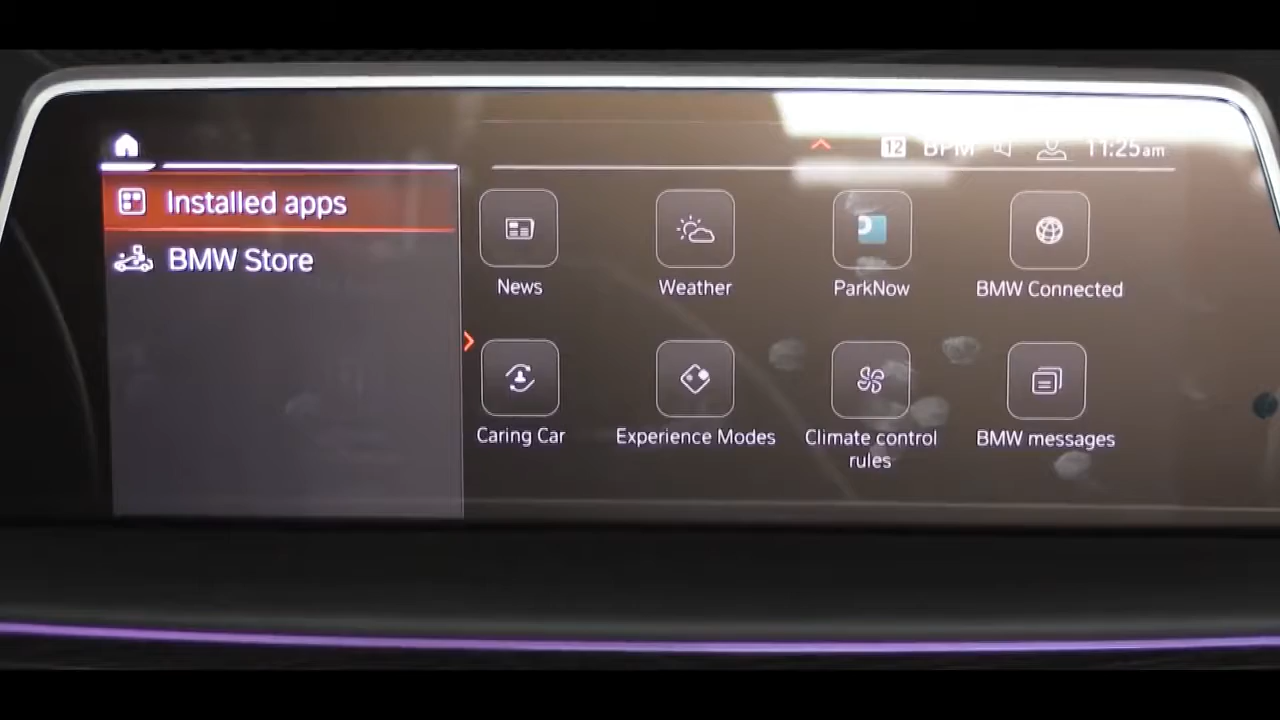 12 BPM 11:25am
Installed apps
BMW Store
News Weather ParkNow BMW Connected
Caring Car Experience Modes Climate control rules BMW messages